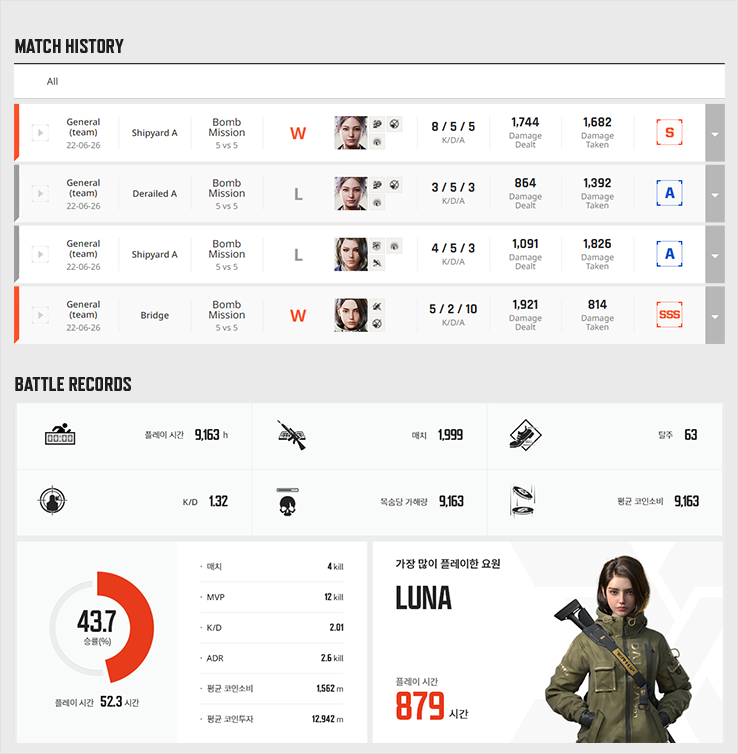 MATCH HISTORY
All
General
(team)
22-06-26
Shipyard A
Bomb
Mission
5 vs 5
W
8 / 5 / 5
K/D/A
1,744
Damage
Dealt
1,682
Damage
Taken
S
General
(team)
22-06-26
Derailed A
Bomb
Mission
5 vs 5
L
3 / 5 / 3
K/D/A
864
Damage
Dealt
1,392
Damage
Taken
A
General
(team)
22-06-26
Shipyard A
Bomb
Mission
5 vs 5
L
4 / 5 / 3
K/D/A
1,091
Damage
Dealt
1,826
Damage
Taken
A
General
(team)
22-06-26
Bridge
Bomb
Mission
5 vs 5
W
5 / 2 / 10
K/D/A
1,921
Damage
Dealt
814
Damage
Taken
SSS
BATTLE RECORDS
00:00
플레이 시간 9,163 h
매치 1,999
탈주 63
K/D 1.32
목숨당 가해량 9,163
평균 코인소비 9,163
43.7
승률(%)
플레이 시간 52.3 시간
· 매치 4 kill
· MVP 12 kill
· K/D 2.01
· ADR 2.6 kill
· 평균 코인소비 1,562 m
· 평균 코인투자 12,942 m
가장 많이 플레이한 요원
LUNA
플레이 시간
879 시간